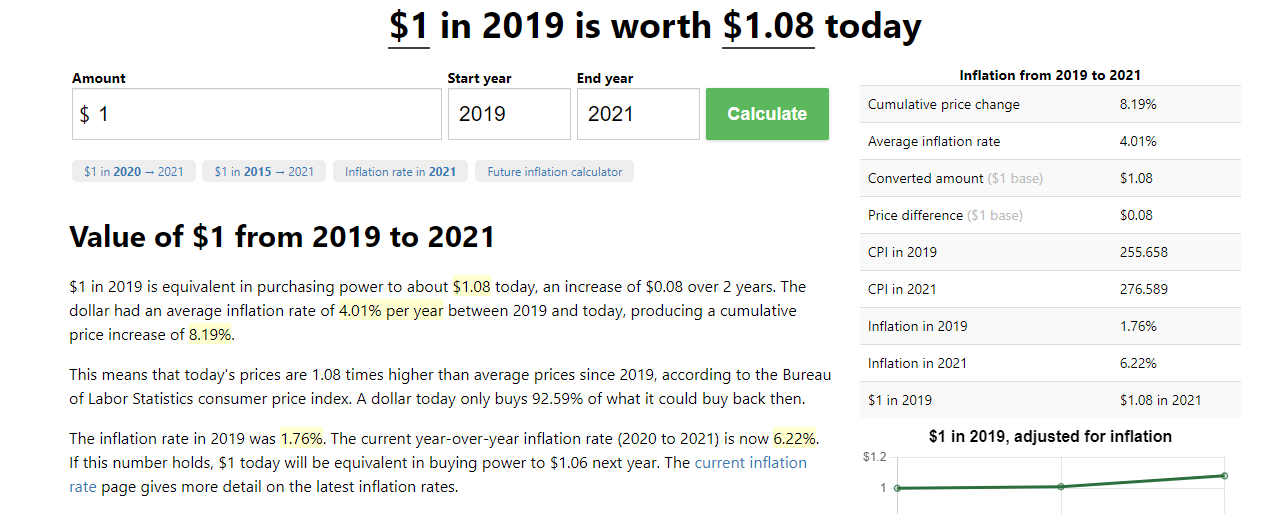 $1 in 2019 is worth $1.08 today
Amount
Start year
End year
$ 1
2019
2021
Calculate
$1 in 2020 → 2021
$1 in 2015 → 2021
Inflation rate in 2021
Future inflation calculator
Value of $1 from 2019 to 2021
$1 in 2019 is equivalent in purchasing power to about $1.08 today, an increase of $0.08 over 2 years. The
dollar had an average inflation rate of 4.01% per year between 2019 and today, producing a cumulative
price increase of 8.19%.
This means that today's prices are 1.08 times higher than average prices since 2019, according to the Bureau
of Labor Statistics consumer price index. A dollar today only buys 92.59% of what it could buy back then.
The inflation rate in 2019 was 1.76%. The current year-over-year inflation rate (2020 to 2021) is now 6.22%.
If this number holds, $1 today will be equivalent in buying power to $1.06 next year. The current inflation
rate page gives more detail on the latest inflation rates.
Inflation from 2019 to 2021
Cumulative price change 8.19%
Average inflation rate 4.01%
Converted amount ($1 base) $1.08
Price difference ($1 base) $0.08
CPI in 2019 255.658
CPI in 2021 276.589
Inflation in 2019 1.76%
Inflation in 2021 6.22%
$1 in 2019 $1.08 in 2021
$1 in 2019, adjusted for inflation
$1.2
1